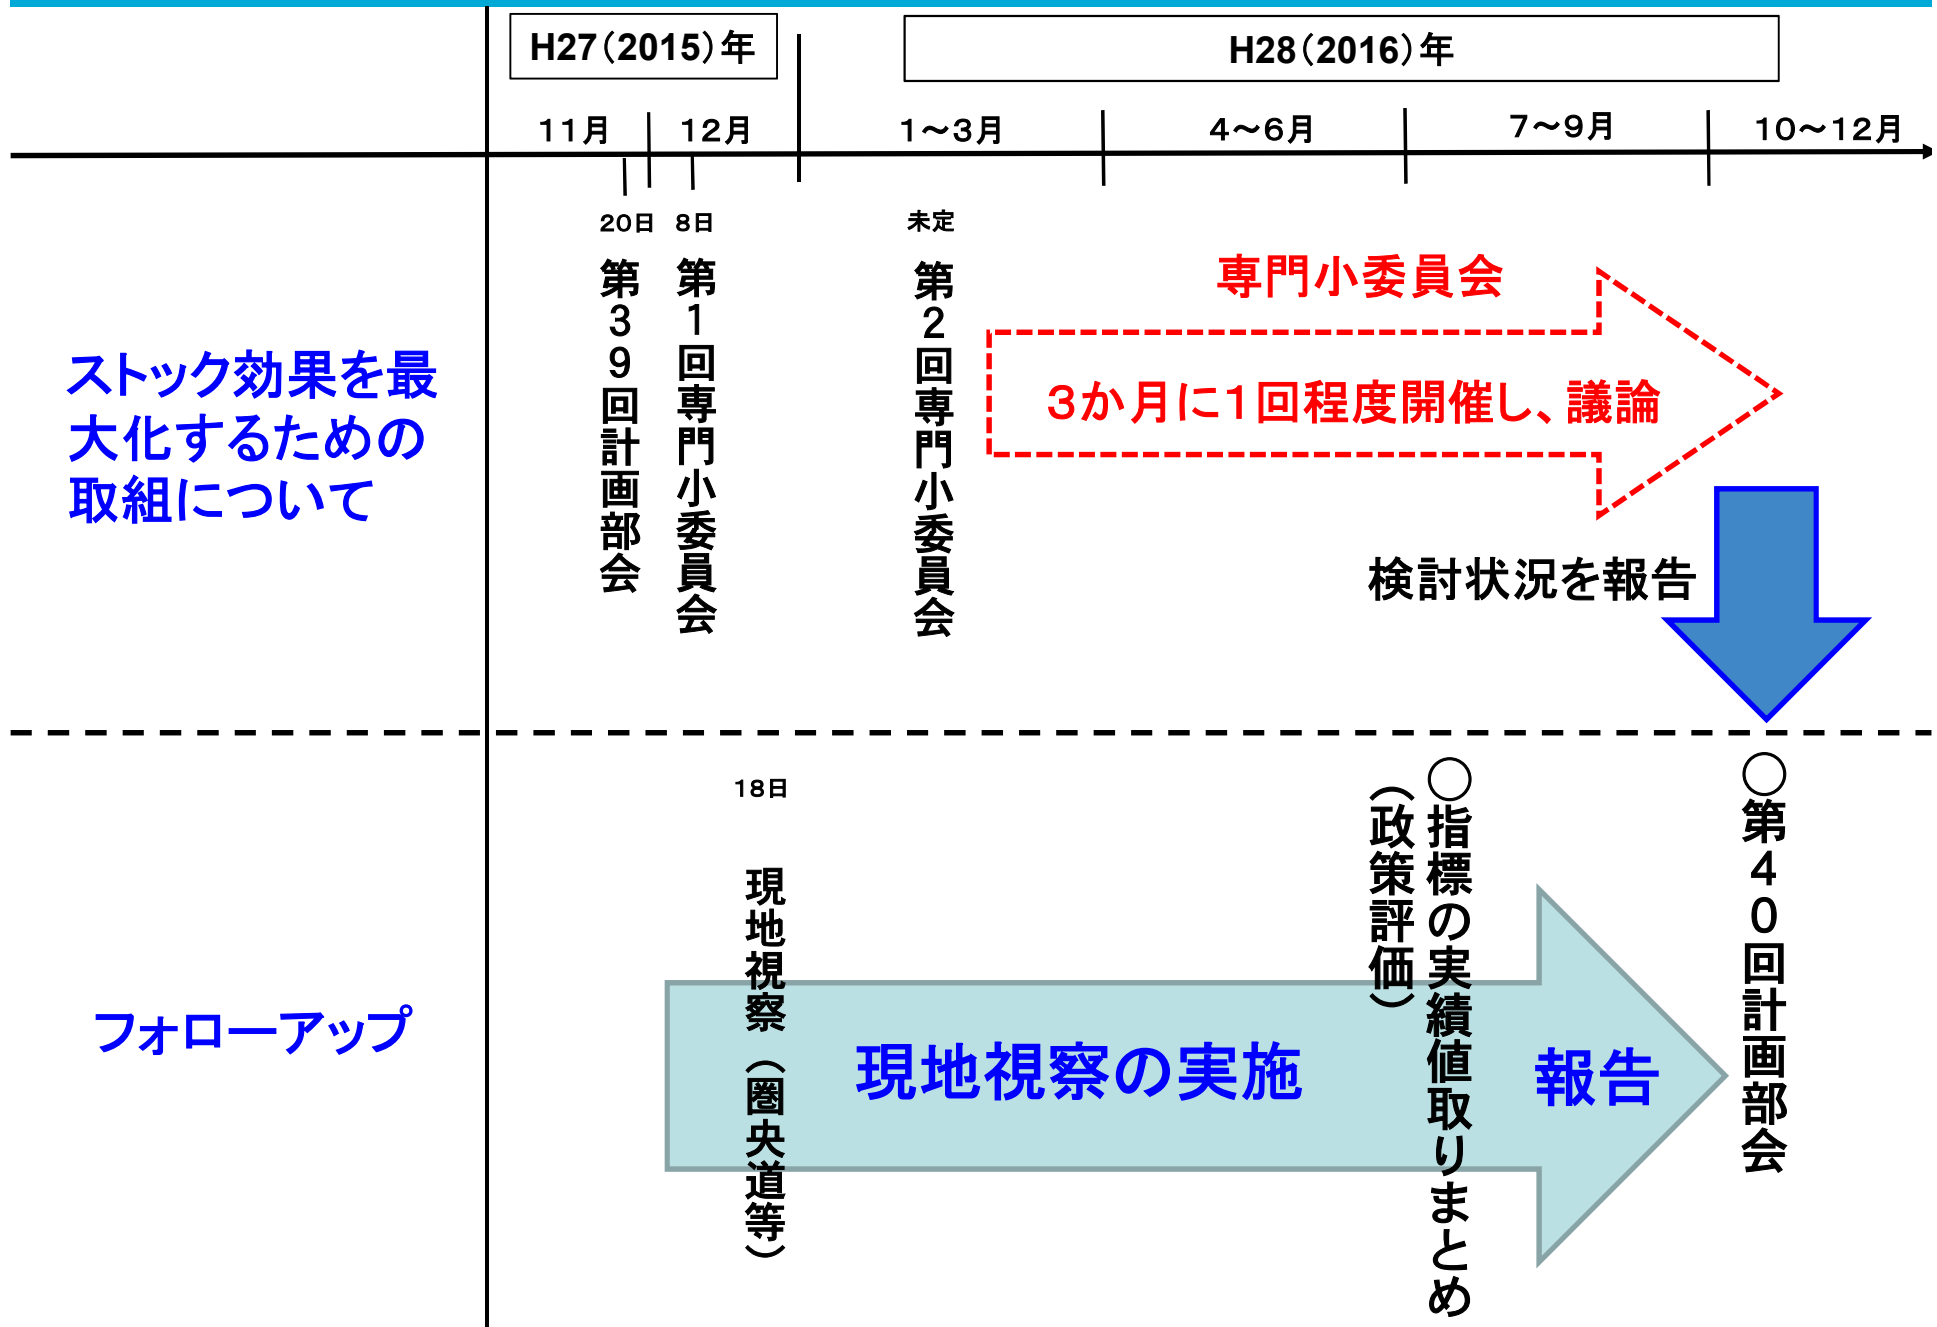 H27（2015）年
H28（2016）年
11月
12月
1～3月
4～6月
7～9月
10～12月
20日
8日
未定
ストック効果を最
大化するための
取組について
第39回計画部会
第1回専門小委員会
第2回専門小委員会
専門小委員会
3か月に1回程度開催し、議論
検討状況を報告
フォローアップ
18日
現地視察（圏央道等）
現地視察の実施
○指標の実績値取りまとめ
（政策評価）
報告
○第40回計画部会